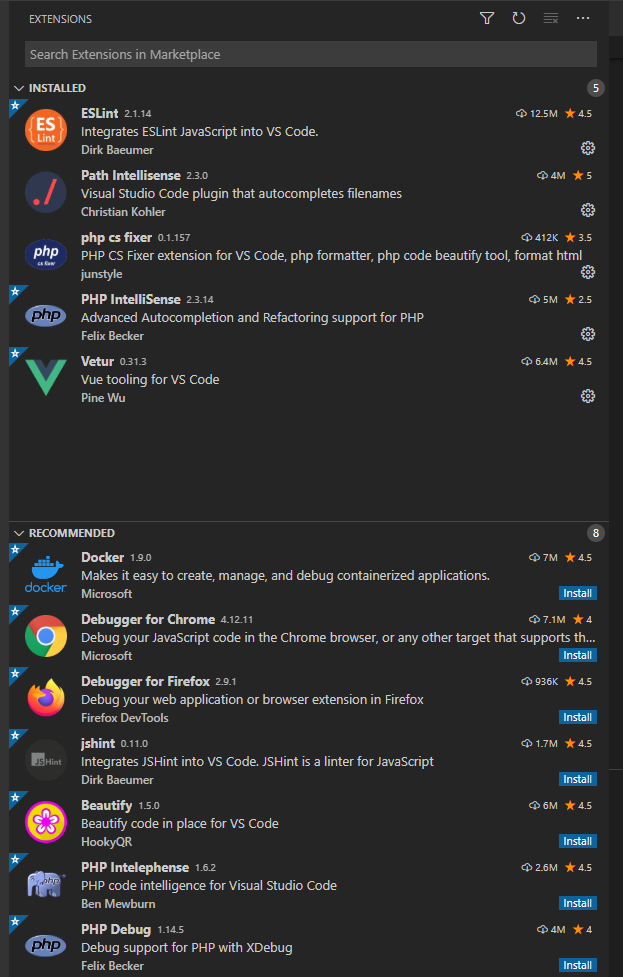 EXTENSIONS
Search Extensions in Marketplace
INSTALLED 5
ES Lint
ESLint 2.1.14 12.5M 4.5
Integrates ESLint JavaScript into VS Code.
Dirk Baeumer
./
Path Intellisense 2.3.0 4M 5
Visual Studio Code plugin that autocompletes filenames
Christian Kohler
php cs fixer
php cs fixer 0.1.157 412K 3.5
PHP CS Fixer extension for VS Code, php formatter, php code beautify tool, format html
junstyle
php
PHP IntelliSense 2.3.14 5M 2.5
Advanced Autocompletion and Refactoring support for PHP
Felix Becker
Vetur 0.31.3 6.4M 4.5
Vue tooling for VS Code
Pine Wu
RECOMMENDED 8
docker
Docker 1.9.0 7M 4.5
Makes it easy to create, manage, and debug containerized applications.
Microsoft Install
Debugger for Chrome 4.12.11 7.1M 4
Debug your JavaScript code in the Chrome browser, or any other target that supports th...
Microsoft Install
Debugger for Firefox 2.9.1 936K 4.5
Debug your web application or browser extension in Firefox
Firefox DevTools Install
JSHint
jshint 0.11.0 1.7M 4.5
Integrates JSHint into VS Code. JSHint is a linter for JavaScript
Dirk Baeumer Install
Beautify 1.5.0 6M 4.5
Beautify code in place for VS Code
HookyQR Install
php
PHP Intelephense 1.6.2 2.6M 4.5
PHP code intelligence for Visual Studio Code
Ben Mewburn Install
php
PHP Debug 1.14.5 4M 4
Debug support for PHP with XDebug
Felix Becker Install